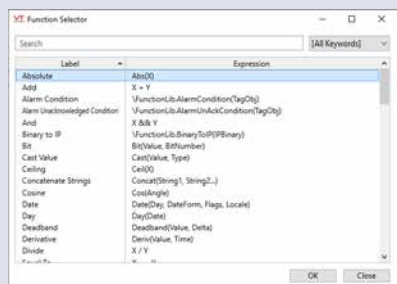 VT Function Selector
Search [All Keywords]
Label Expression
Absolute Abs(X)
Add X + Y
Alarm Condition \FunctionLib.AlarmCondition(TagObj)
Alarm Unacknowledged Condition \FunctionLib.AlarmUnAckCondition(TagObj)
And X && Y
Binary to IP \FunctionLib.BinaryToIP(IPBinary)
Bit Bit(Value, BitNumber)
Cast Value Cast(Value, Type)
Ceiling Ceil(X)
Concatenate Strings Concat(String1, String2...)
Cosine Cos(Angle)
Date Date(Day, DateForm, Flags, Locale)
Day Day(Date)
Deadband Deadband(Value, Delta)
Derivative Deriv(Value, Time)
Divide X / Y
OK Close